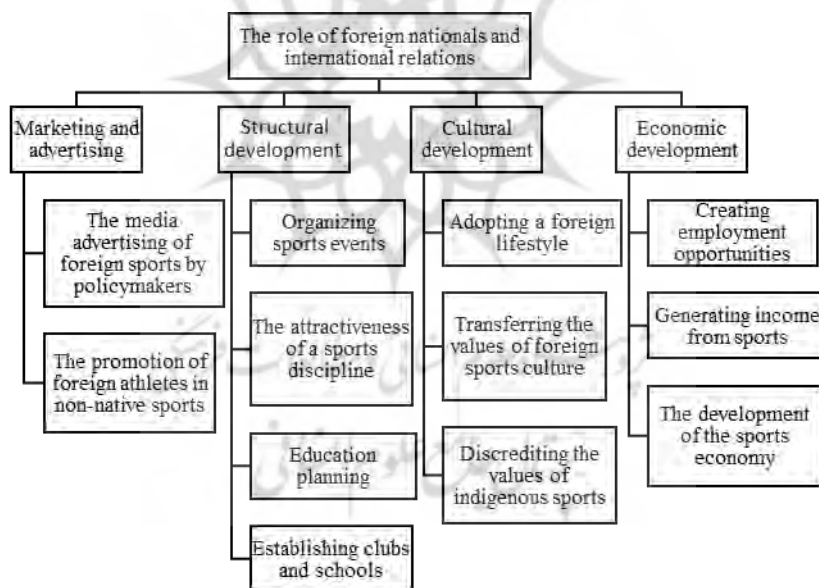 The role of foreign nationals and
international relations
Marketing and
advertising
The media
advertising of
foreign sports by
policymakers
The promotion of
foreign athletes in
non-native sports
Structural
development
Organizing
sports events
The attractiveness
of a sports
discipline
Education
planning
Establishing clubs
and schools
Cultural
development
Adopting a foreign
lifestyle
Transferring the
values of foreign
sports culture
Discrediting the
values of
indigenous sports
Economic
development
Creating
employment
opportunities
Generating income
from sports
The development
of the sports
economy